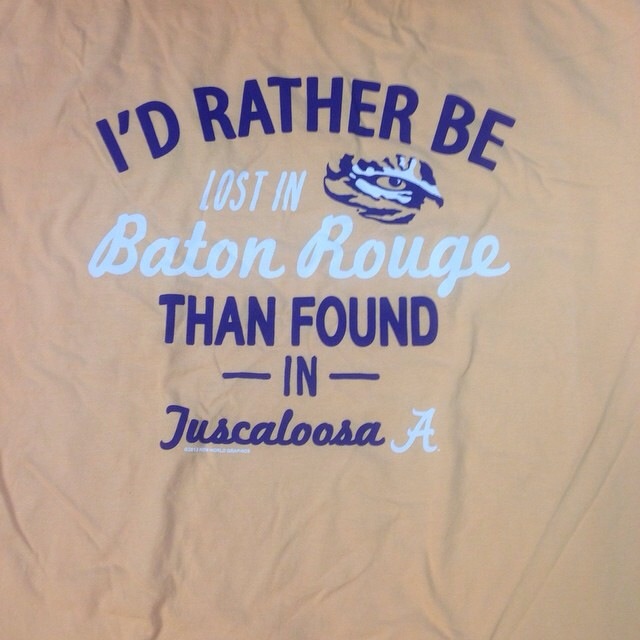 I'D RATHER BE
LOST IN
Baton Rouge
THAN FOUND
— IN —
Tuscaloosa A